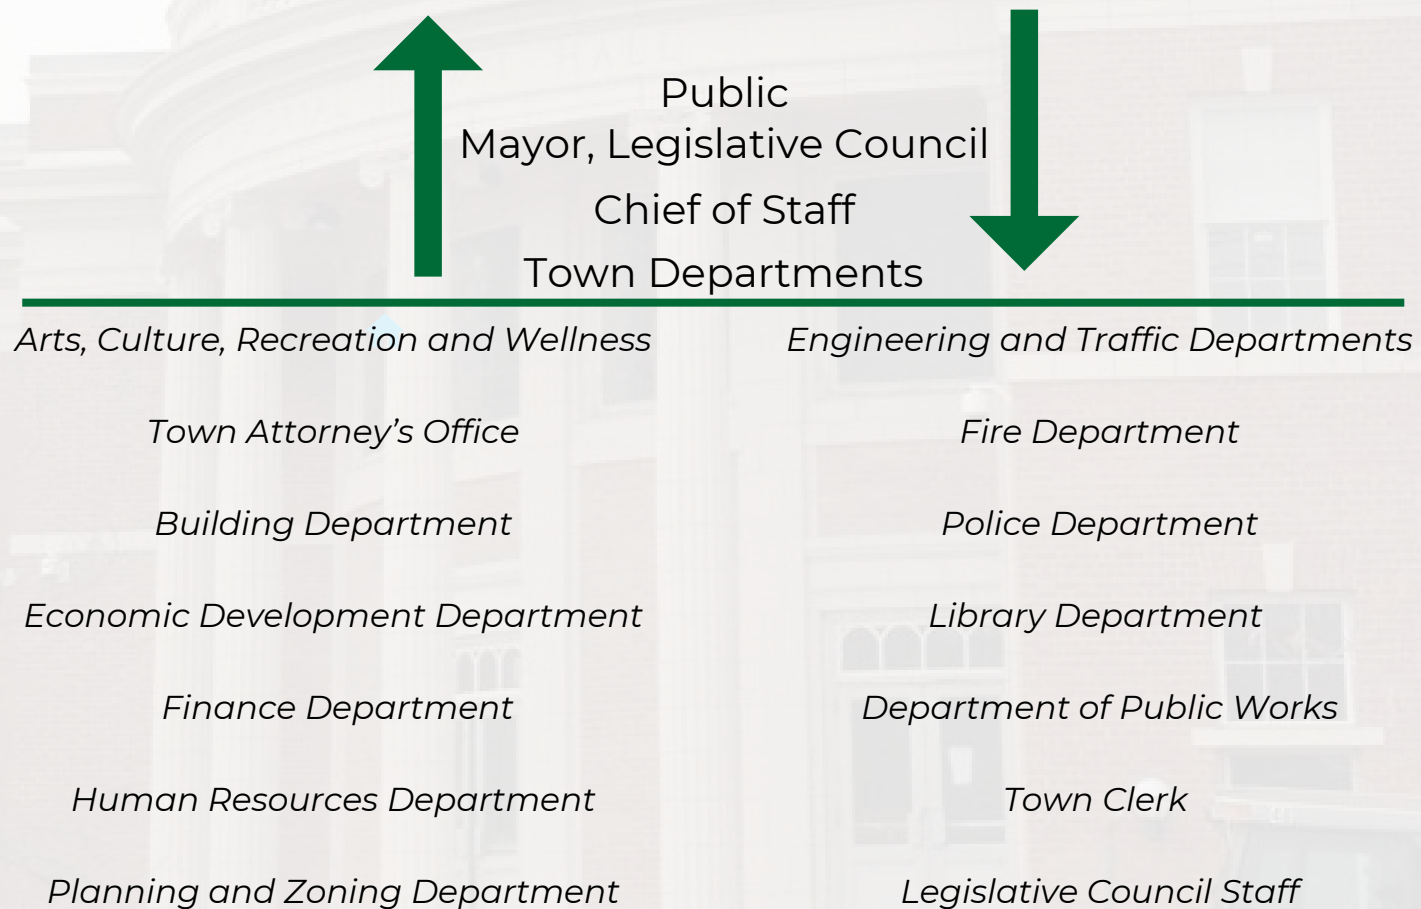 HALL
Public
Mayor, Legislative Council
Chief of Staff
Town Departments
Arts, Culture, Recreation and Wellness
Town Attorney’s Office
Building Department
Economic Development Department
Finance Department
Human Resources Department
Planning and Zoning Department
Engineering and Traffic Departments
Fire Department
Police Department
Library Department
Department of Public Works
Town Clerk
Legislative Council Staff